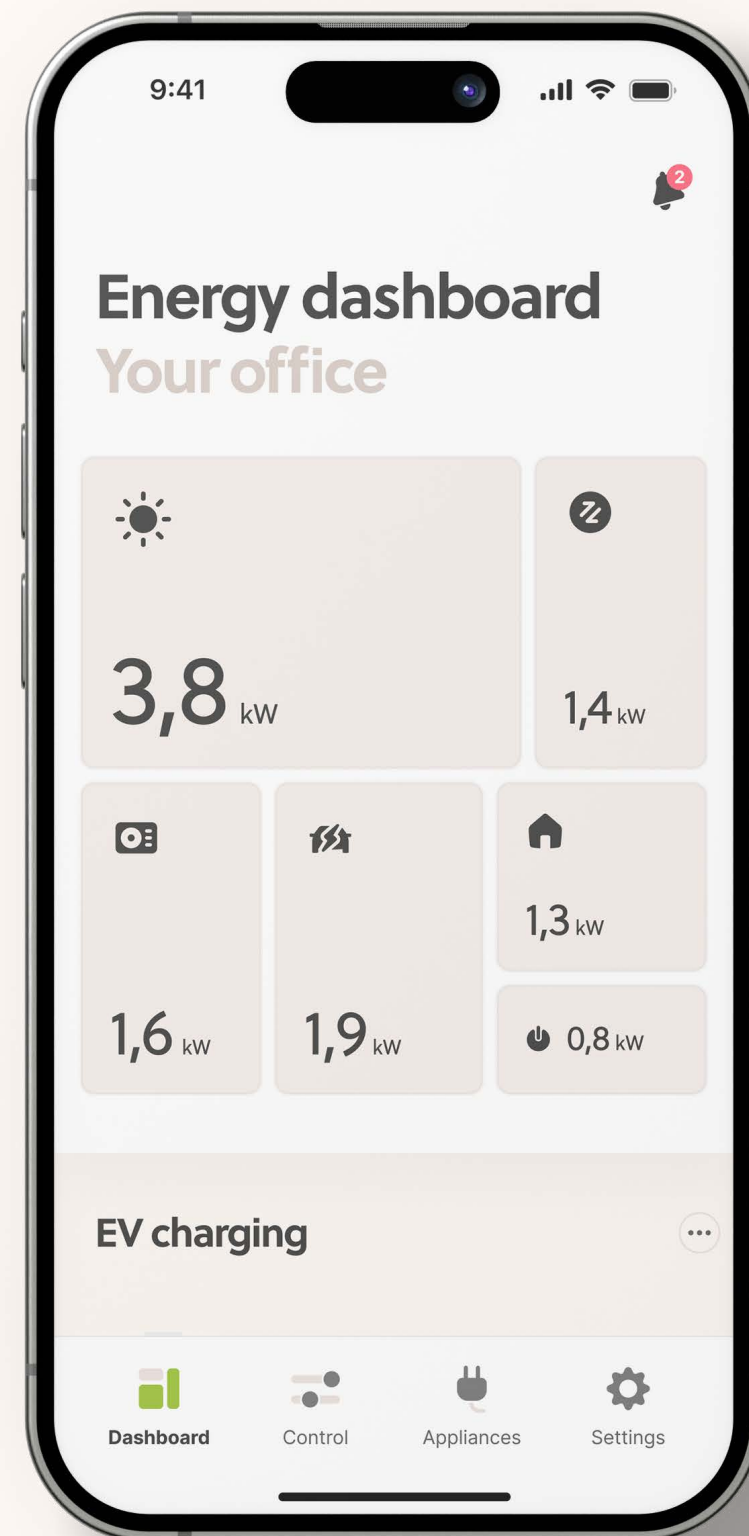 9:41
2
Energy dashboard
Your office
3,8 kW
1,4 kW
1,6 kW
1,9 kW
1,3 kW
0,8 kW
EV charging
Dashboard
Control
Appliances
Settings